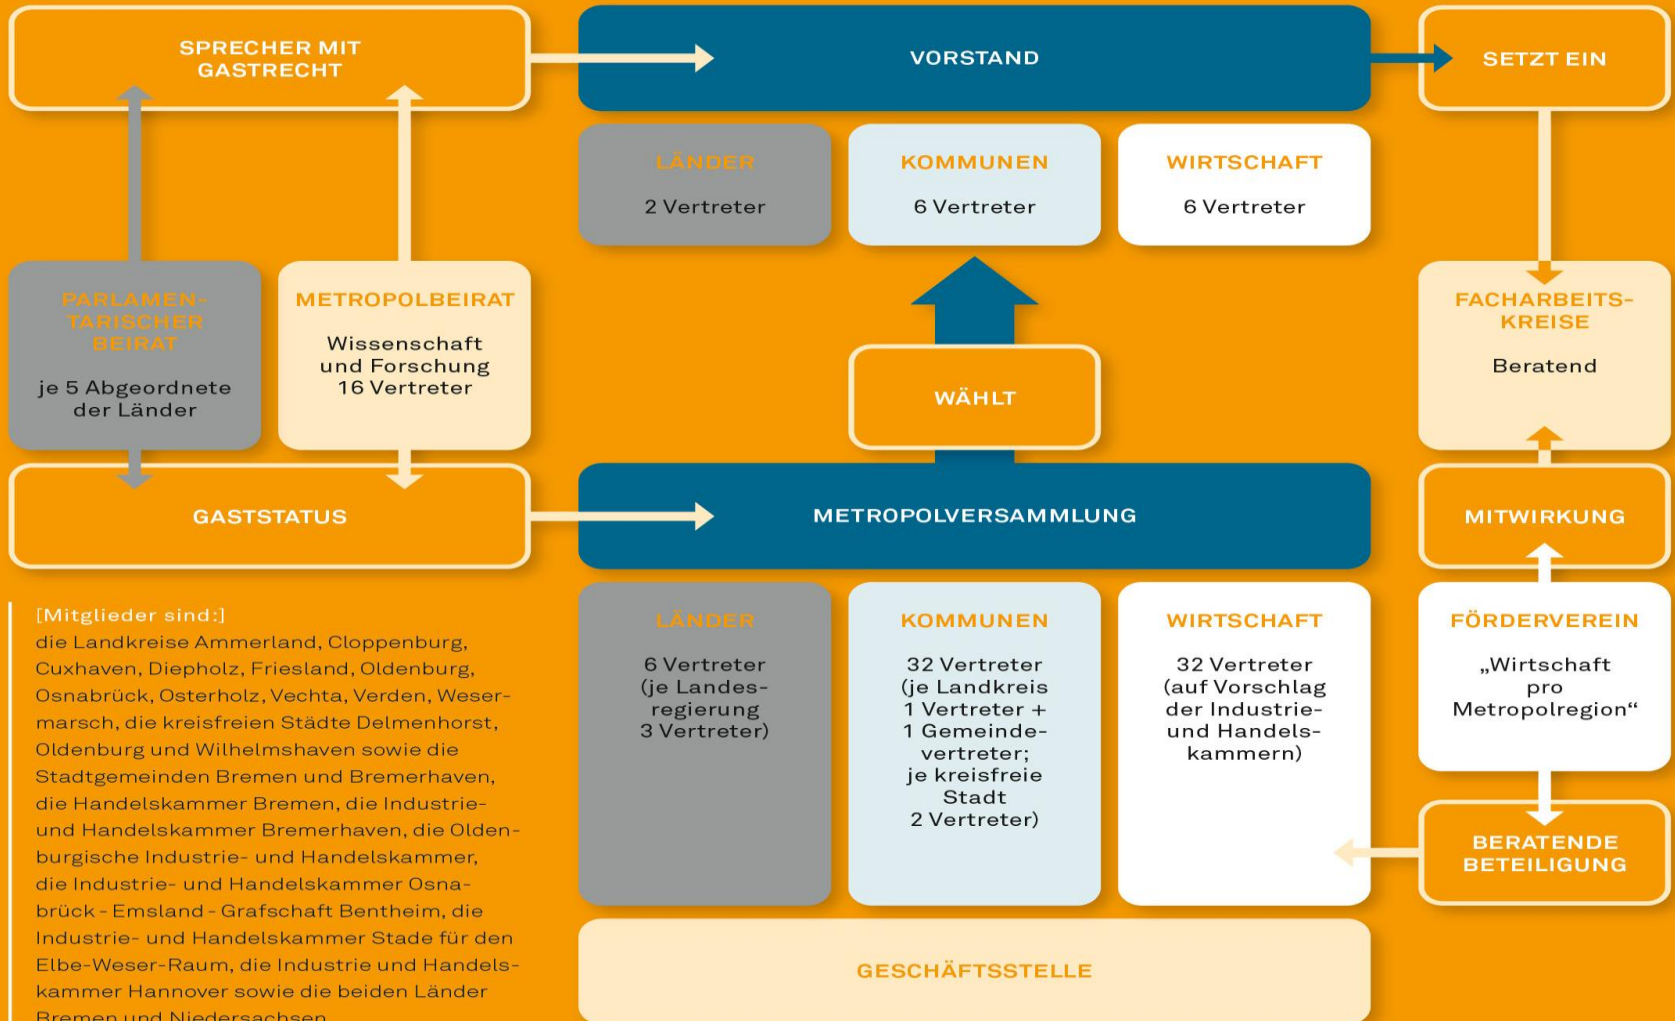 SPRECHER MIT
GASTRECHT
VORSTAND
SETZT EIN
LÄNDER
2 Vertreter
KOMMUNEN
6 Vertreter
WIRTSCHAFT
6 Vertreter
PARLAMEN-
TARISCHER
BEIRAT
je 5 Abgeordnete
der Länder
METROPOLBEIRAT
Wissenschaft
und Forschung
16 Vertreter
WÄHLT
FACHARBEITS-
KREISE
Beratend
GASTSTATUS
METROPOLVERSAMMLUNG
MITWIRKUNG
[Mitglieder sind:]
die Landkreise Ammerland, Cloppenburg,
Cuxhaven, Diepholz, Friesland, Oldenburg,
Osnabrück, Osterholz, Vechta, Verden, Weser-
marsch, die kreisfreien Städte Delmenhorst,
Oldenburg und Wilhelmshaven sowie die
Stadtgemeinden Bremen und Bremerhaven,
die Handelskammer Bremen, die Industrie-
und Handelskammer Bremerhaven, die Olden-
burgische Industrie- und Handelskammer,
die Industrie- und Handelskammer Osna-
brück - Emsland - Grafschaft Bentheim, die
Industrie- und Handelskammer Stade für den
Elbe-Weser-Raum, die Industrie und Handels-
kammer Hannover sowie die beiden Länder
Bremen und Niedersachsen
LÄNDER
6 Vertreter
(je Landes-
regierung
3 Vertreter)
KOMMUNEN
32 Vertreter
(je Landkreis
1 Vertreter +
1 Gemeinde-
vertreter;
je kreisfreie
Stadt
2 Vertreter)
WIRTSCHAFT
32 Vertreter
(auf Vorschlag
der Industrie-
und Handels-
kammern)
FÖRDERVEREIN
„Wirtschaft
pro
Metropolregion“
BERATENDE
BETEILIGUNG
GESCHÄFTSSTELLE